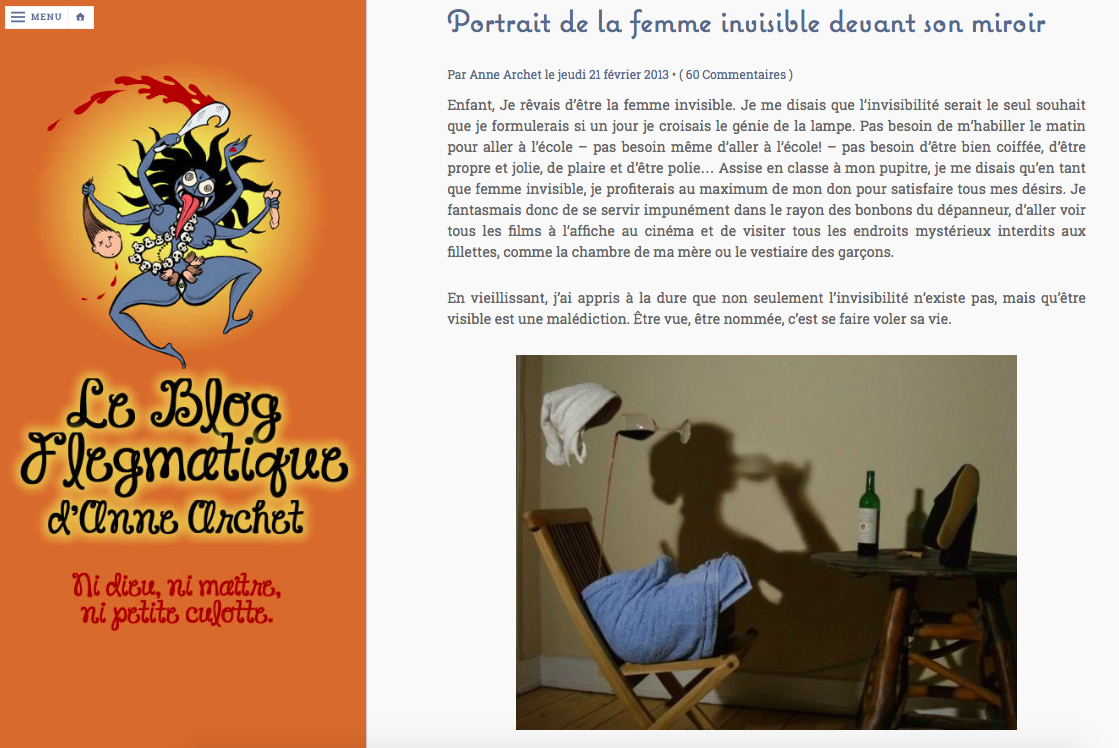 MENU
Le Blog
Flegmatique
d'Anne Archet
Ni dieu, ni maître,
ni petite culotte.
Portrait de la femme invisible devant son miroir
Par Anne Archet le jeudi 21 février 2013 • ( 60 Commentaires )
Enfant, Je rêvais d’être la femme invisible. Je me disais que l’invisibilité serait le seul souhait
que je formulerais si un jour je croisais le génie de la lampe. Pas besoin de m’habiller le matin
pour aller à l’école – pas besoin même d’aller à l’école! – pas besoin d’être bien coiffée, d’être
propre et jolie, de plaire et d’être polie… Assise en classe à mon pupitre, je me disais qu’en tant
que femme invisible, je profiterais au maximum de mon don pour satisfaire tous mes désirs. Je
fantasmais donc de se servir impunément dans le rayon des bonbons du dépanneur, d’aller voir
tous les films à l’affiche au cinéma et de visiter tous les endroits mystérieux interdits aux
fillettes, comme la chambre de ma mère ou le vestiaire des garçons.
En vieillissant, j’ai appris à la dure que non seulement l’invisibilité n’existe pas, mais qu’être
visible est une malédiction. Être vue, être nommée, c’est se faire voler sa vie.